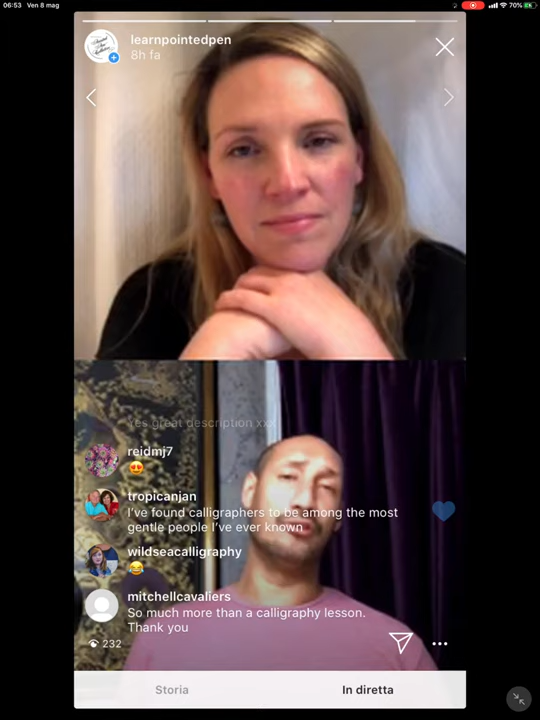 06:53 Ven 8 mag
70%
learnpointedpen
8h fa
Yes great description xxx
reidmj7
tropicanjan
I've found calligraphers to be among the most
gentle people I've ever known
wildseacalligraphy
mitchellcavaliers
So much more than a calligraphy lesson.
Thank you
232
Storia
In diretta